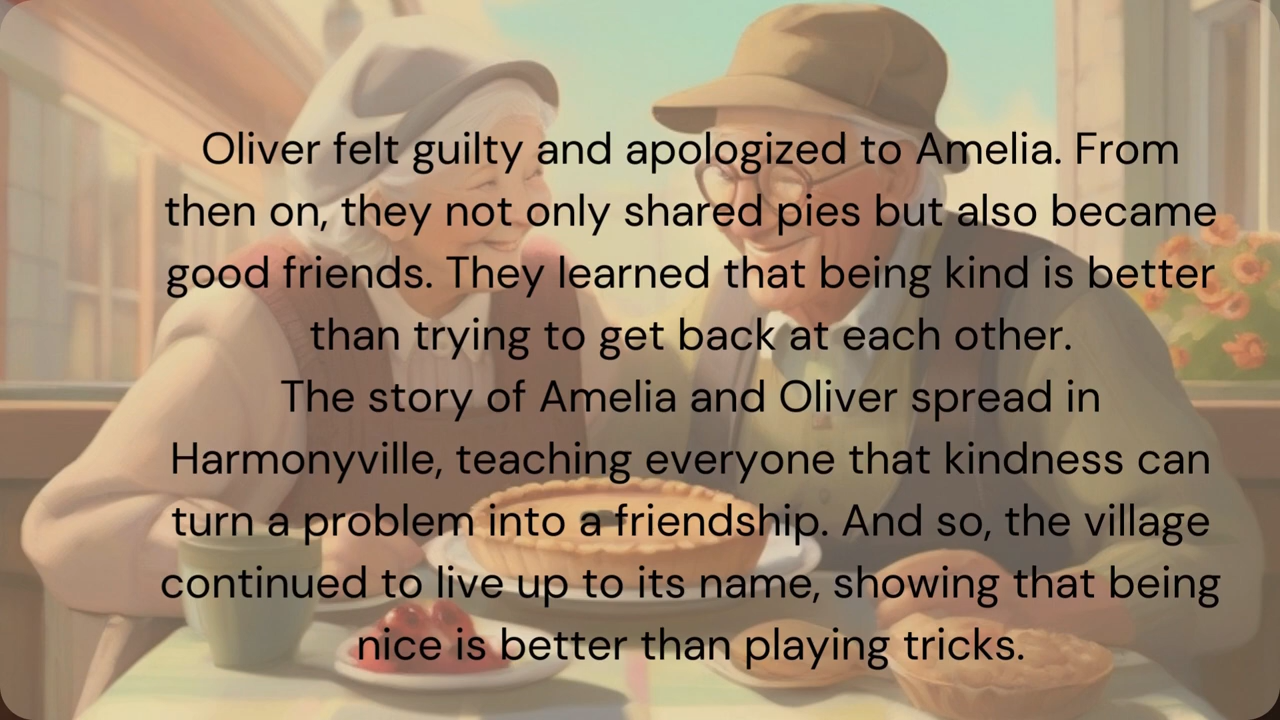 Oliver felt guilty and apologized to Amelia. From
then on, they not only shared pies but also became
good friends. They learned that being kind is better
than trying to get back at each other.
The story of Amelia and Oliver spread in
Harmonyville, teaching everyone that kindness can
turn a problem into a friendship. And so, the village
continued to live up to its name, showing that being
nice is better than playing tricks.